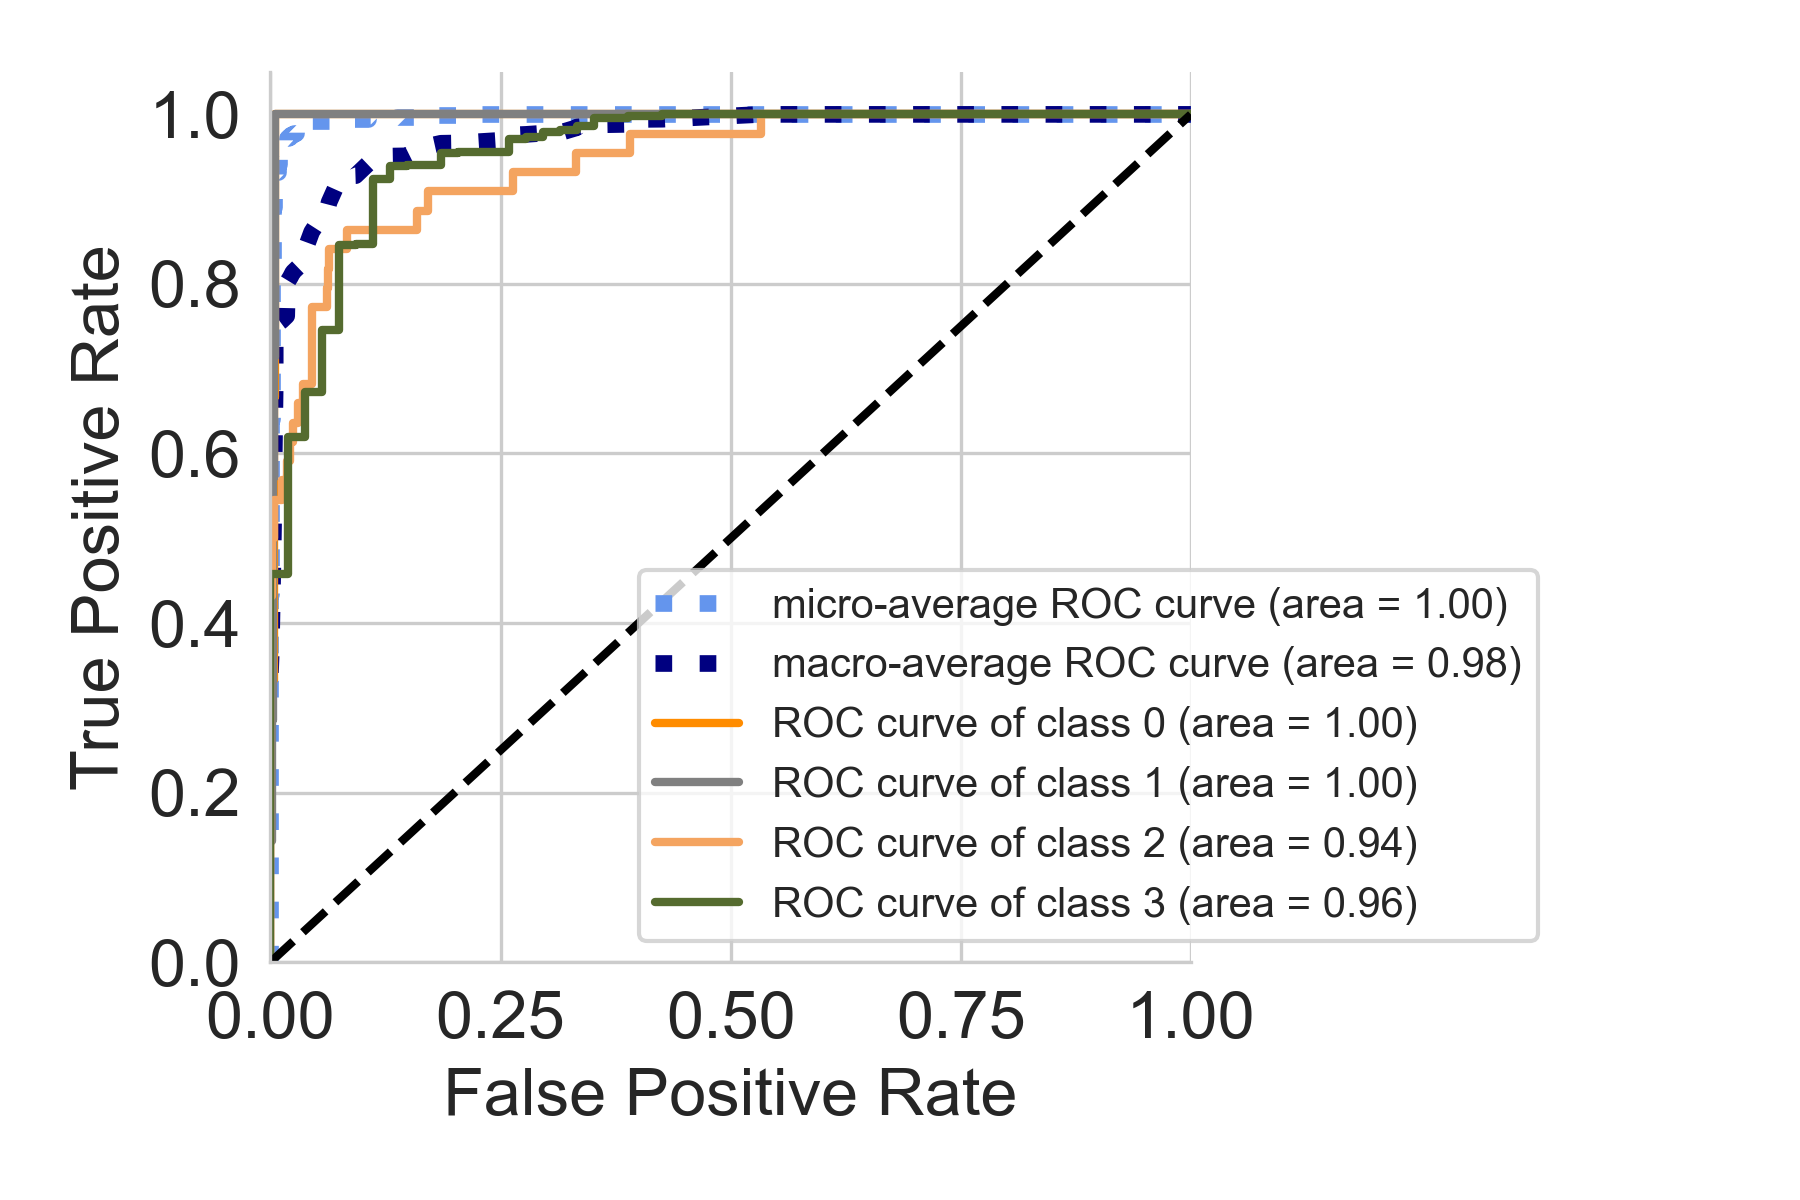 True Positive Rate
1.0
0.8
0.6
0.4
0.2
0.0
0.00 0.25 0.50 0.75 1.00
False Positive Rate
micro-average ROC curve (area = 1.00)
macro-average ROC curve (area = 0.98)
ROC curve of class 0 (area = 1.00)
ROC curve of class 1 (area = 1.00)
ROC curve of class 2 (area = 0.94)
ROC curve of class 3 (area = 0.96)